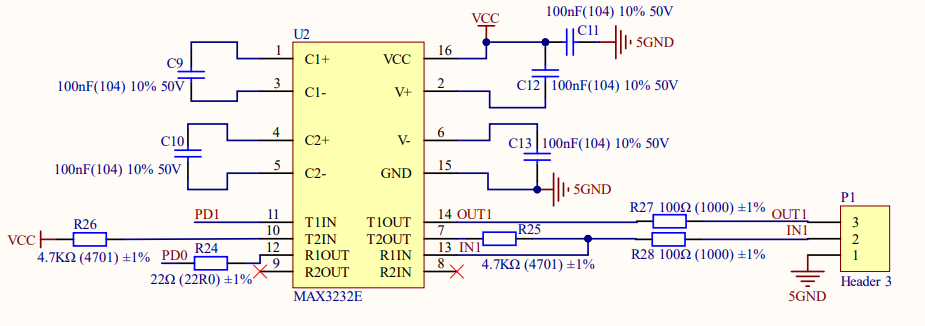 100nF(104) 10% 50V
VCC
C11
5GND
U2
1
C1+
VCC
16
C9
100nF(104) 10% 50V
3
C1-
V+
2
C12
100nF(104) 10% 50V
4
C2+
V-
6
C10
C13
100nF(104) 10% 50V
100nF(104) 10% 50V
5
C2-
GND
15
5GND
P1
PD1
11
T1IN
T1OUT
14
OUT1
R27
100Ω (1000) ±1%
OUT1
3
R26
VCC
10
T2IN
T2OUT
7
R25
IN1
2
4.7KΩ (4701) ±1%
PD0
R24
12
R1OUT
R1IN
13
IN1
R28 100Ω (1000) ±1%
1
22Ω (22R0) ±1%
9
R2OUT
R2IN
8
4.7KΩ (4701) ±1%
MAX3232E
5GND
Header 3